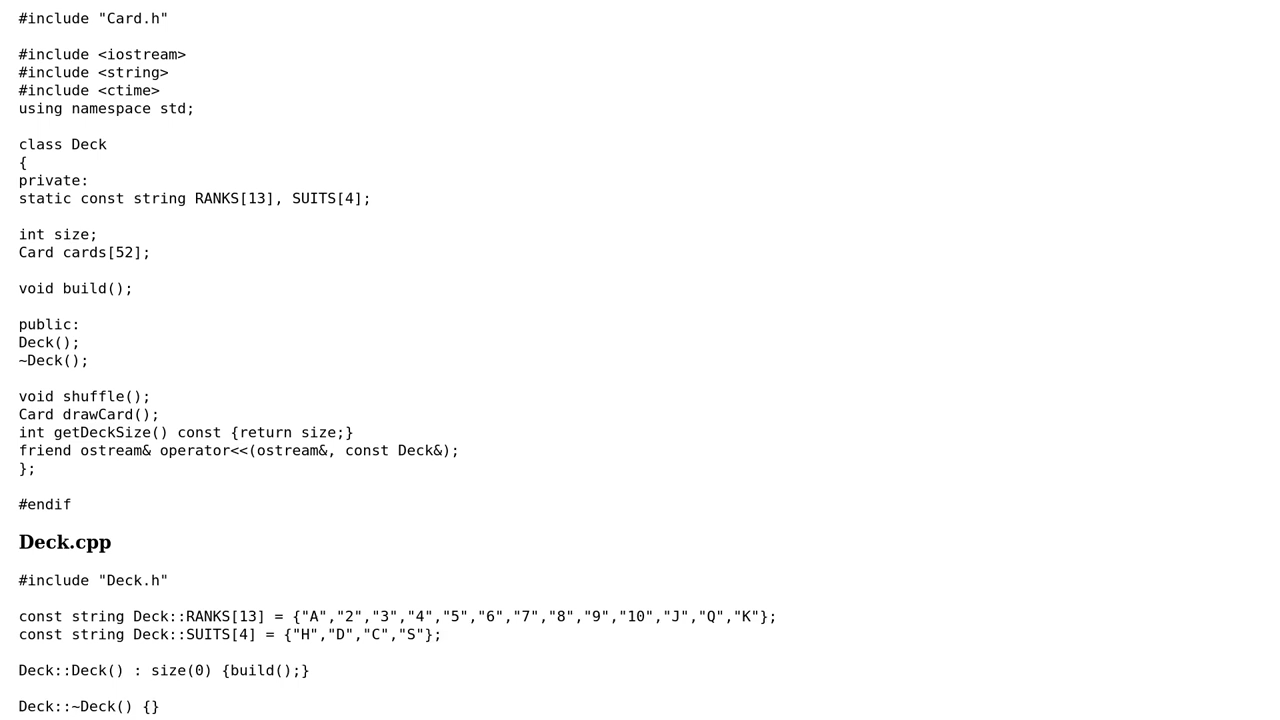 #include "Card.h"
#include <iostream>
#include <string>
#include <ctime>
using namespace std;
class Deck
{
private:
static const string RANKS[13], SUITS[4];
int size;
Card cards[52];
void build();
public:
Deck();
~Deck();
void shuffle();
Card drawCard();
int getDeckSize() const {return size;}
friend ostream& operator<<(ostream&, const Deck&);
};
#endif
Deck.cpp
#include "Deck.h"
const string Deck::RANKS[13] = {"A","2","3","4","5","6","7","8","9","10","J","Q","K"};
const string Deck::SUITS[4] = {"H","D","C","S"};
Deck::Deck() : size(0) {build();}
Deck::~Deck() {}